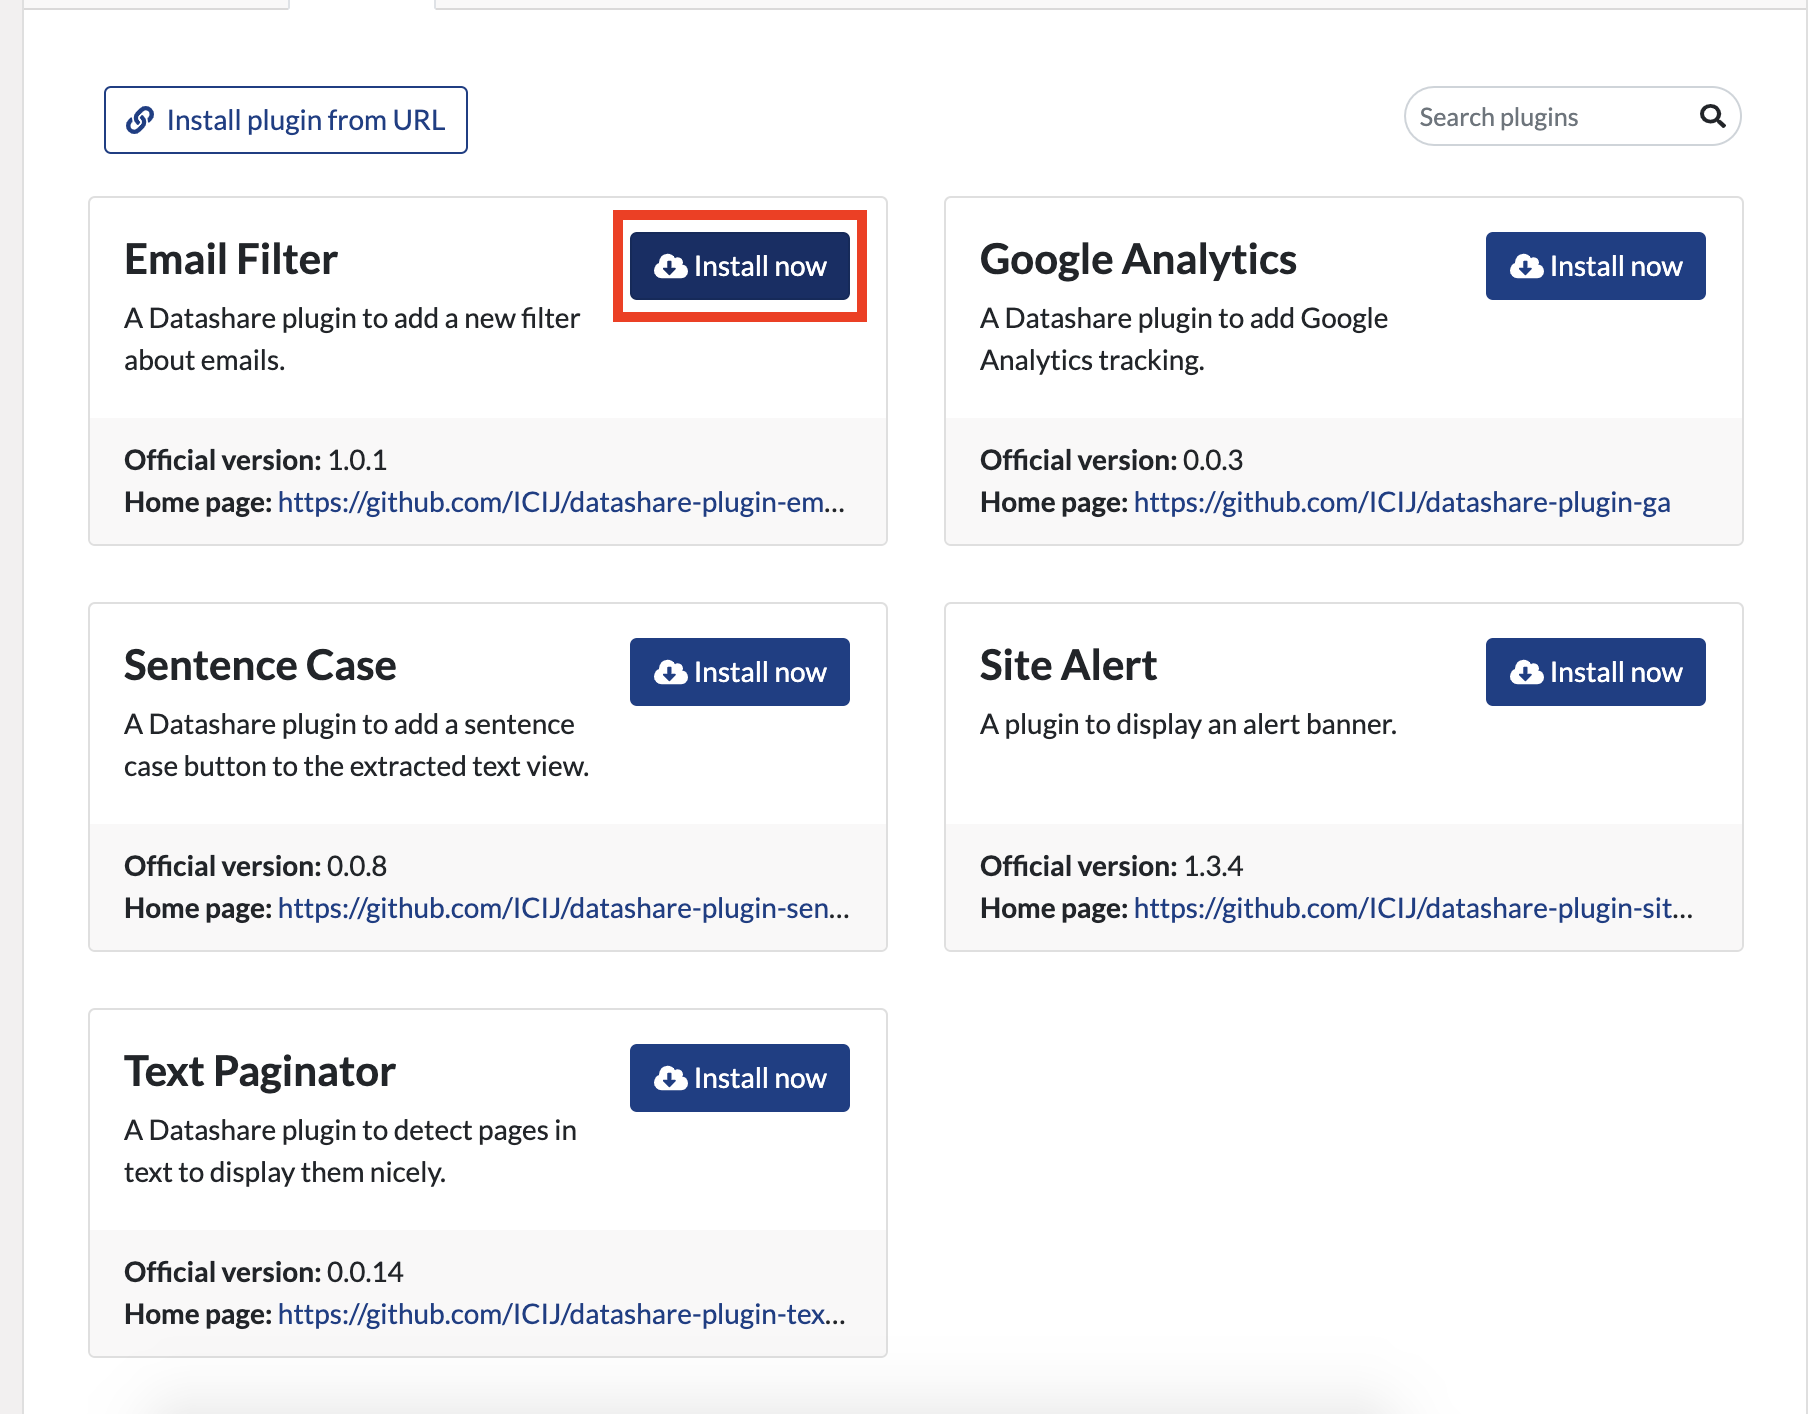 Install plugin from URL
Search plugins
Email Filter
Install now
A Datashare plugin to add a new filter
about emails.
Official version: 1.0.1
Home page: https://github.com/ICIJ/datashare-plugin-em...
Google Analytics
Install now
A Datashare plugin to add Google
Analytics tracking.
Official version: 0.0.3
Home page: https://github.com/ICIJ/datashare-plugin-ga
Sentence Case
Install now
A Datashare plugin to add a sentence
case button to the extracted text view.
Official version: 0.0.8
Home page: https://github.com/ICIJ/datashare-plugin-sen...
Site Alert
Install now
A plugin to display an alert banner.
Official version: 1.3.4
Home page: https://github.com/ICIJ/datashare-plugin-sit...
Text Paginator
Install now
A Datashare plugin to detect pages in
text to display them nicely.
Official version: 0.0.14
Home page: https://github.com/ICIJ/datashare-plugin-tex...